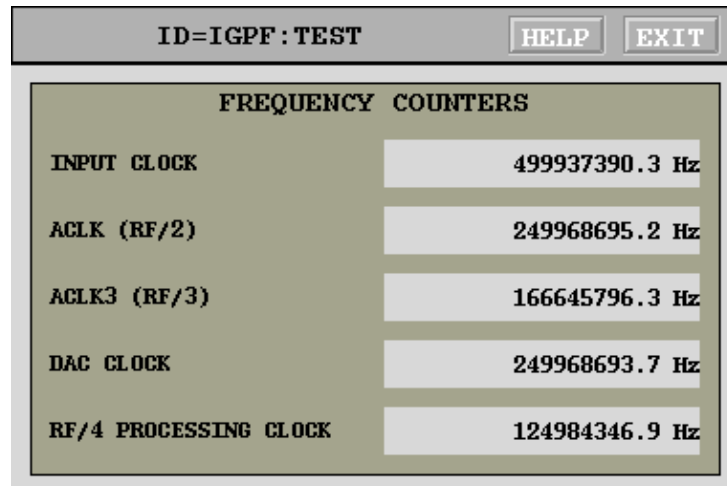 ID=IGPF:TEST HELP EXIT
FREQUENCY COUNTERS
INPUT CLOCK 499937390.3 Hz
ACLK (RF/2) 249968695.2 Hz
ACLK3 (RF/3) 166645796.3 Hz
DAC CLOCK 249968693.7 Hz
RF/4 PROCESSING CLOCK 124984346.9 Hz